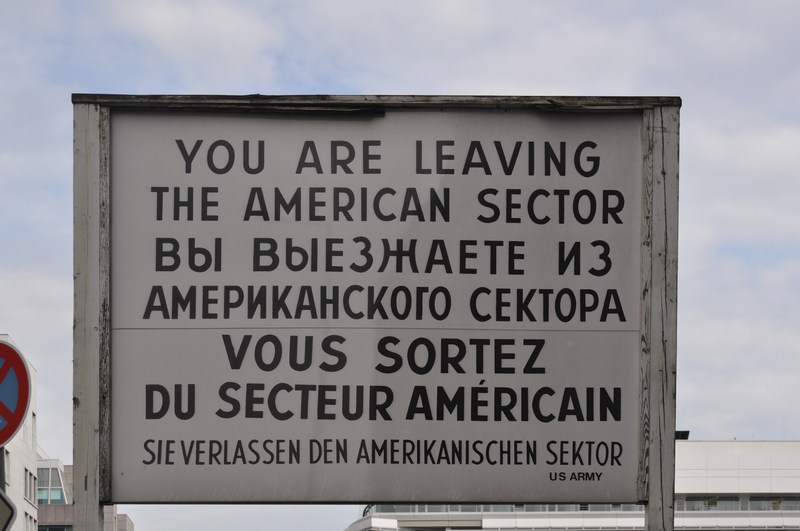 YOU ARE LEAVING
THE AMERICAN SECTOR
ВЫ ВЫЕЗЖАЕТЕ ИЗ
АМЕРИКАНСКОГО СЕКТОРА
VOUS SORTEZ
DU SECTEUR AMÉRICAIN
SIE VERLASSEN DEN AMERIKANISCHEN SEKTOR
US ARMY